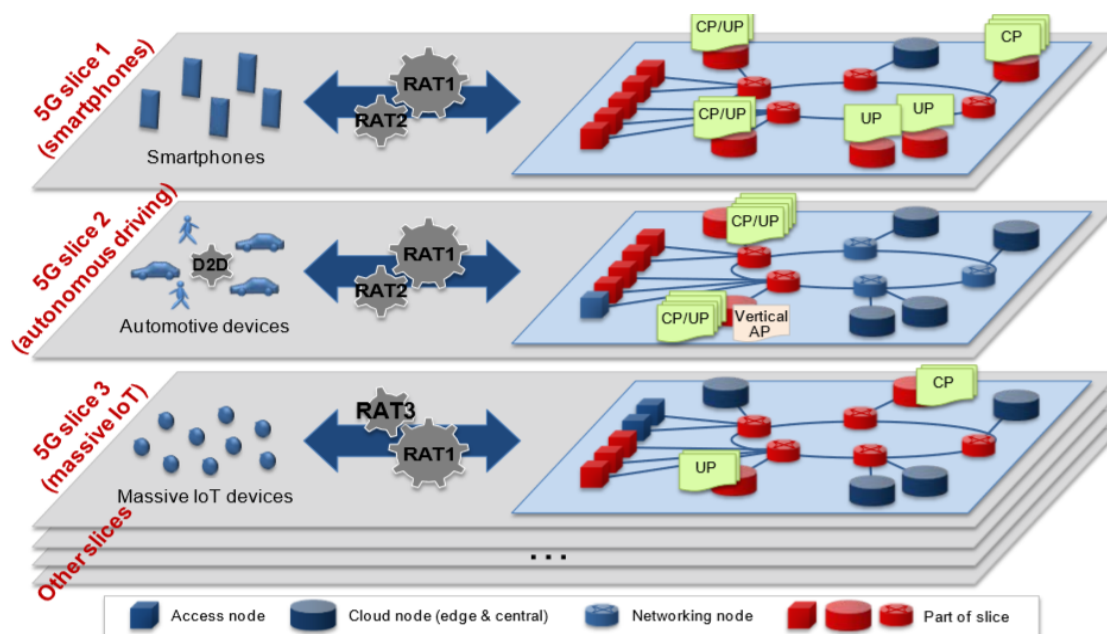 5G slice 1
(smartphones)
Smartphones
RAT1
RAT2
CP/UP
CP/UP
UP
UP
CP
5G slice 2
(autonomous driving)
D2D
Automotive devices
RAT1
RAT2
CP/UP
CP/UP
Vertical
AP
5G slice 3
(massive IoT)
Massive IoT devices
RAT3
RAT1
UP
CP
Other slices
...
Access node
Cloud node (edge & central)
Networking node
Part of slice